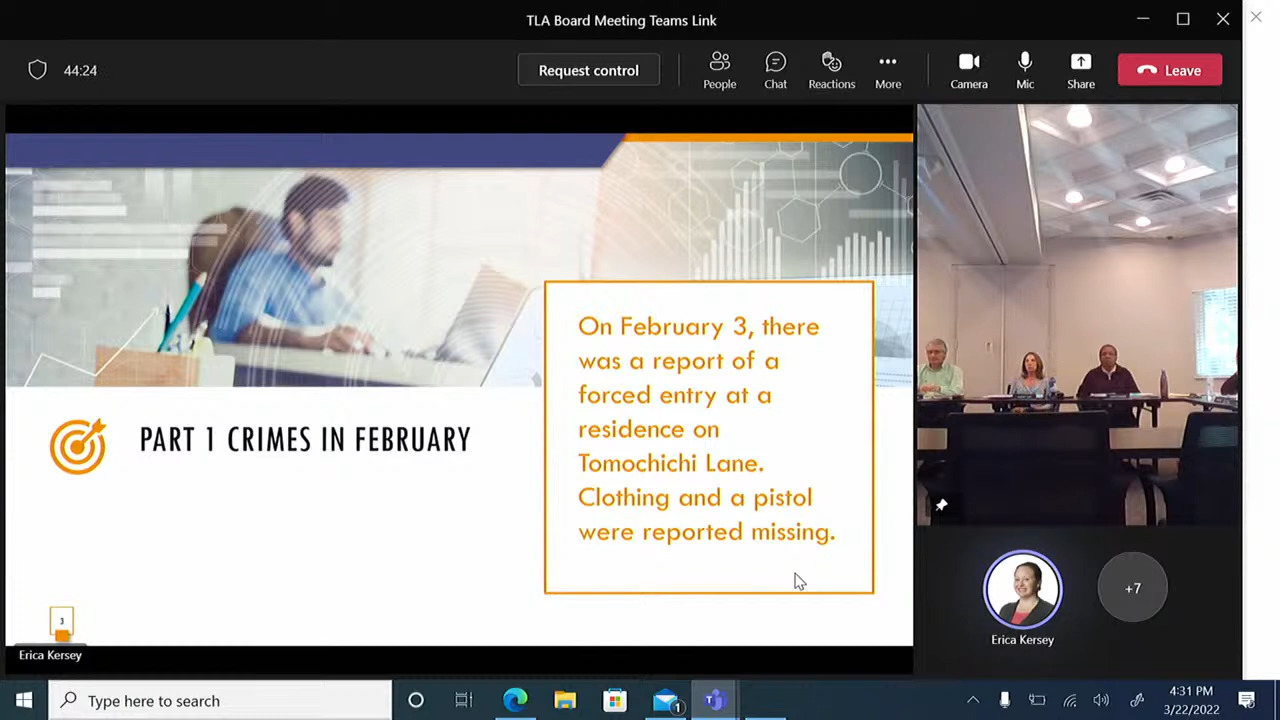 TLA Board Meeting Teams Link
44:24
Request control
People
Chat
Reactions
More
Camera
Mic
Share
Leave
On February 3, there
was a report of a
forced entry at a
residence on
Tomochichi Lane.
Clothing and a pistol
were reported missing.
PART 1 CRIMES IN FEBRUARY
3
Erica Kersey
Erica Kersey
+7
Type here to search
1
4:31 PM
3/22/2022